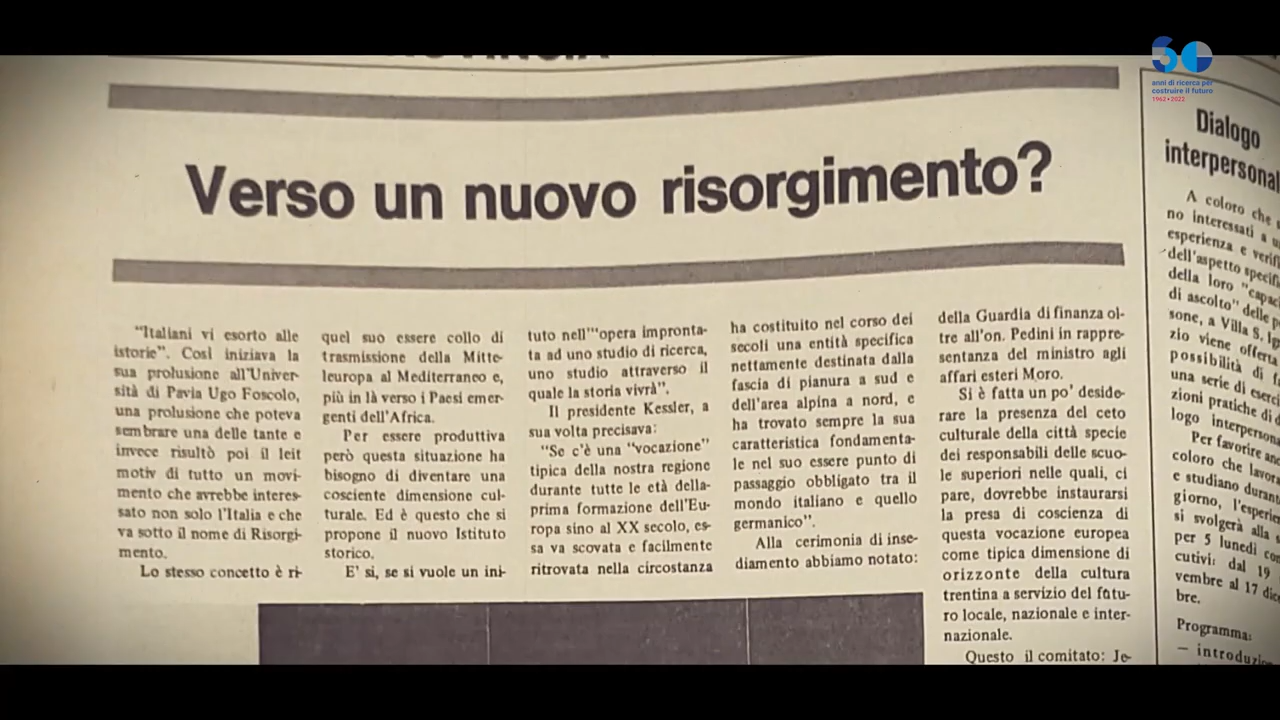 60
anni di ricerca per
costruire il futuro
1962•2022
Verso un nuovo risorgimento?
"Italiani vi esorto alle
istorie". Così iniziava la
sua prolusione all'Univer-
sità di Pavia Ugo Foscolo,
una prolusione che poteva
sembrare una delle tante e
invece risultò poi il leit
motiv di tutto un movi-
mento che avrebbe interes-
sato non solo l'Italia e che
va sotto il nome di Risorgi-
mento.
Lo stesso concetto è ri-
quel suo essere collo di
trasmissione della Mitte-
leuropa al Mediterraneo e,
più in là verso i Paesi emer-
genti dell'Africa.
Per essere produttiva
però questa situazione ha
bisogno di diventare una
cosciente dimensione cul-
turale. Ed è questo che si
propone il nuovo Istituto
storico.
E' sì, se si vuole un ini-
tuto nell'"opera impronta-
ta ad uno studio di ricerca,
uno studio attraverso il
quale la storia vivrà".
Il presidente Kessler, a
sua volta precisava:
"Se c'è una "vocazione"
tipica della nostra regione
durante tutte le età della-
prima formazione dell'Eu-
ropa sino al XX secolo, es-
sa va scovata e facilmente
ritrovata nella circostanza
ha costituito nel corso dei
secoli una entità specifica
nettamente destinata dalla
fascia di pianura a sud e
dell'area alpina a nord, e
ha trovato sempre la sua
caratteristica fondamenta-
le nel suo essere punto di
passaggio obbligato tra il
mondo italiano e quello
germanico".
Alla cerimonia di inse-
diamento abbiamo notato:
della Guardia di finanza ol-
tre all'on. Pedini in rappre-
sentanza del ministro agli
affari esteri Moro.
Si è fatta un po' deside-
rare la presenza del ceto
culturale della città specie
dei responsabili delle scuo-
le superiori nelle quali, ci
pare, dovrebbe instaurarsi
la presa di coscienza di
questa vocazione europea
come tipica dimensione di
orizzonte della cultura
trentina a servizio del futu-
ro locale, nazionale e inter-
nazionale.
Questo il comitato: Je-
Dialogo
interpersonal
A coloro che
no interessati a
esperienza e verifi
dell'aspetto specifi
della loro "capac
di ascolto" delle p
sone, a Villa S. Ig
zio viene offerta
possibilità di f
una serie di eserci
zioni pratiche di d
logo interperson
Per favorire anc
coloro che lavora
e studiano durant
giorno, l'esperie
si svolgerà alla s
per 5 lunedì con
cutivi: dal 19
vembre al 17 dice
bre.
Programma:
— introduzio